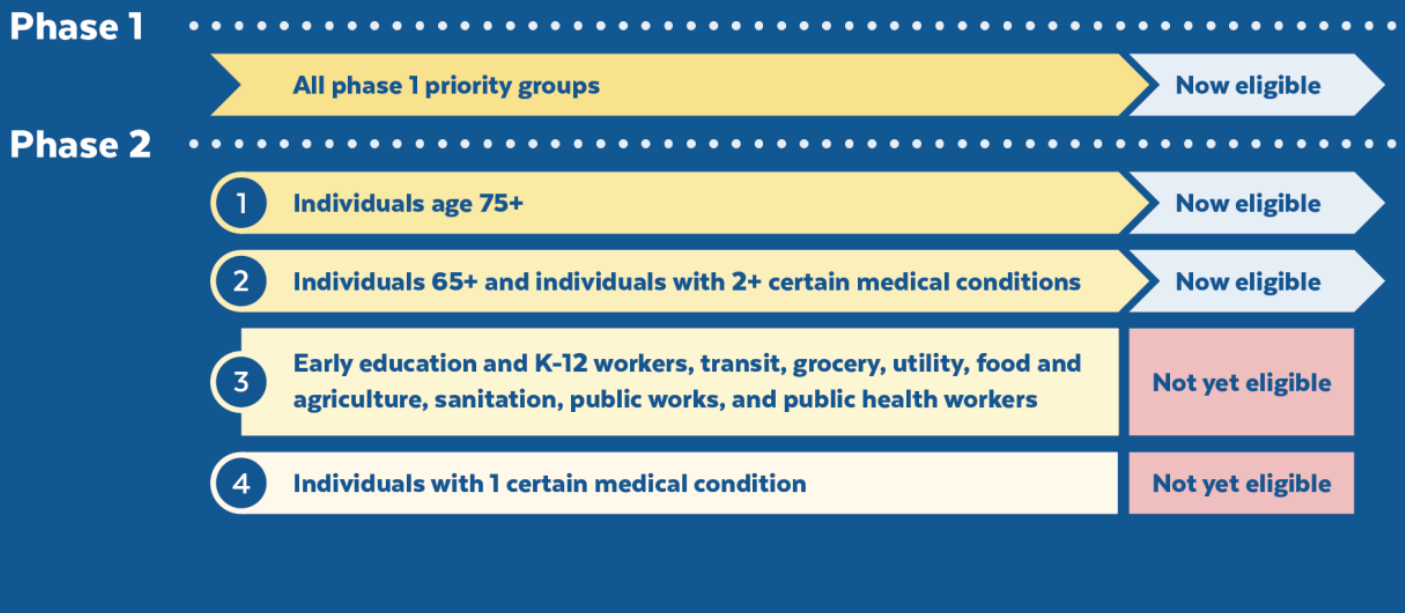 Phase 1
All phase 1 priority groups
Now eligible
Phase 2
1
Individuals age 75+
Now eligible
2
Individuals 65+ and individuals with 2+ certain medical conditions
Now eligible
3
Early education and K-12 workers, transit, grocery, utility, food and
agriculture, sanitation, public works, and public health workers
Not yet eligible
4
Individuals with 1 certain medical condition
Not yet eligible